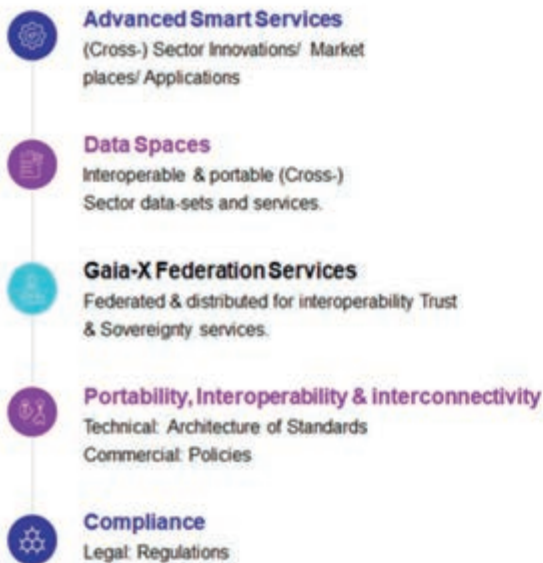 Advanced Smart Services
(Cross-) Sector Innovations/ Market
places/ Applications
Data Spaces
Interoperable & portable (Cross-)
Sector data-sets and services.
Gaia-X Federation Services
Federated & distributed for interoperability Trust
& Sovereignty services.
Portability, Interoperability & interconnectivity
Technical: Architecture of Standards
Commercial: Policies
Compliance
Legal: Regulations